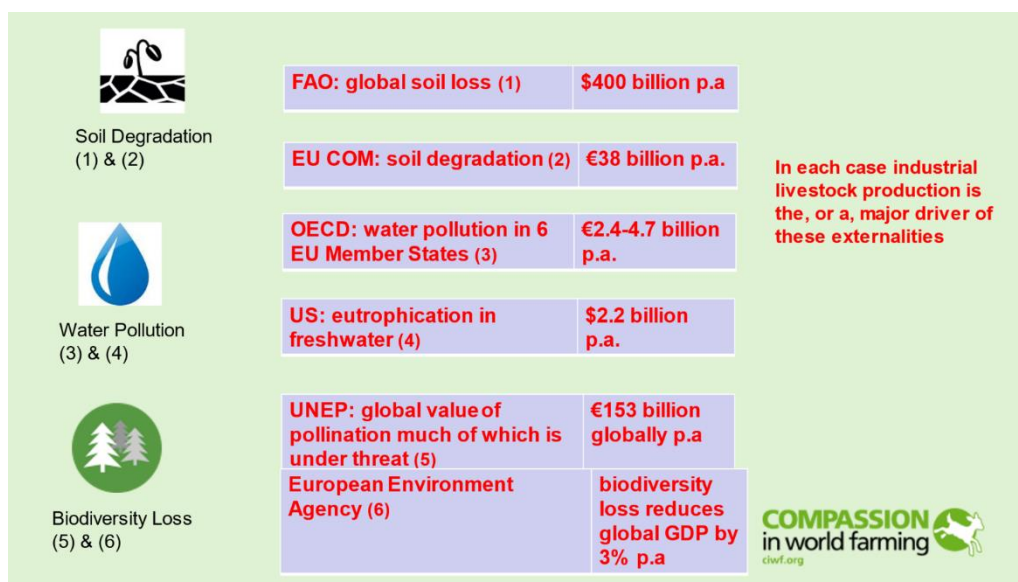 Soil Degradation
(1) & (2)
FAO: global soil loss (1)
$400 billion p.a
EU COM: soil degradation (2)
€38 billion p.a.
In each case industrial
livestock production is
the, or a, major driver of
these externalities
Water Pollution
(3) & (4)
OECD: water pollution in 6
EU Member States (3)
€2.4-4.7 billion
p.a.
US: eutrophication in
freshwater (4)
$2.2 billion
p.a.
Biodiversity Loss
(5) & (6)
UNEP: global value of
pollination much of which is
under threat (5)
€153 billion
globally p.a
European Environment
Agency (6)
biodiversity
loss reduces
global GDP by
3% p.a
COMPASSION
in world farming
ciwf.org